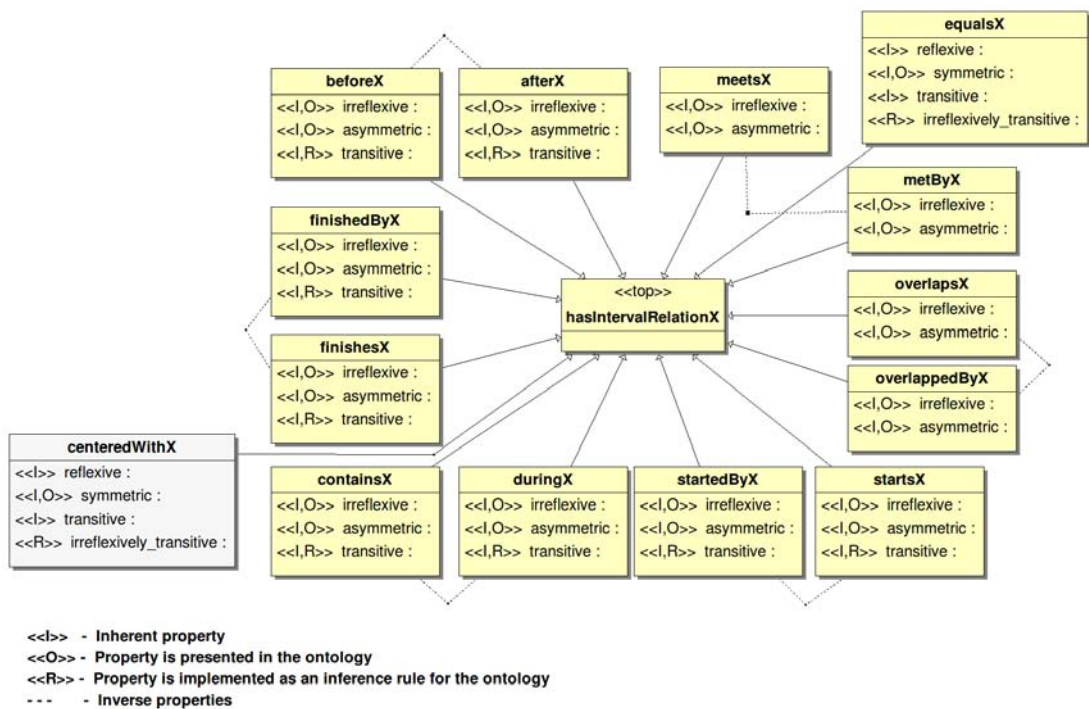 equalsX
<<I>> reflexive :
<<I,O>> symmetric :
<<I>> transitive :
<<R>> irreflexively_transitive :
beforeX
<<I,O>> irreflexive :
<<I,O>> asymmetric :
<<I,R>> transitive :
afterX
<<I,O>> irreflexive :
<<I,O>> asymmetric :
<<I,R>> transitive :
meetsX
<<I,O>> irreflexive :
<<I,O>> asymmetric :
metByX
<<I,O>> irreflexive :
<<I,O>> asymmetric :
finishedByX
<<I,O>> irreflexive :
<<I,O>> asymmetric :
<<I,R>> transitive :
<<top>>
hasIntervalRelationX
overlapsX
<<I,O>> irreflexive :
<<I,O>> asymmetric :
finishesX
<<I,O>> irreflexive :
<<I,O>> asymmetric :
<<I,R>> transitive :
overlappedByX
<<I,O>> irreflexive :
<<I,O>> asymmetric :
centeredWithX
<<I>> reflexive :
<<I,O>> symmetric :
<<I>> transitive :
<<R>> irreflexively_transitive :
containsX
<<I,O>> irreflexive :
<<I,O>> asymmetric :
<<I,R>> transitive :
duringX
<<I,O>> irreflexive :
<<I,O>> asymmetric :
<<I,R>> transitive :
startedByX
<<I,O>> irreflexive :
<<I,O>> asymmetric :
<<I,R>> transitive :
startsX
<<I,O>> irreflexive :
<<I,O>> asymmetric :
<<I,R>> transitive :
<<I>> - Inherent property
<<O>> - Property is presented in the ontology
<<R>> - Property is implemented as an inference rule for the ontology
- - - - Inverse properties